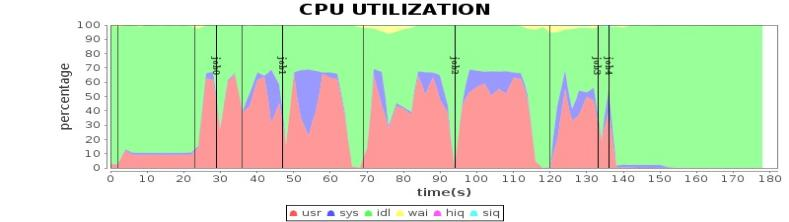 CPU UTILIZATION
percentage
100
90
80
70
60
50
40
30
20
10
0
job0
job1
job2
job3
job4
0 10 20 30 40 50 60 70 80 90 100 110 120 130 140 150 160 170 180
time(s)
usr sys idl wai hiq siq